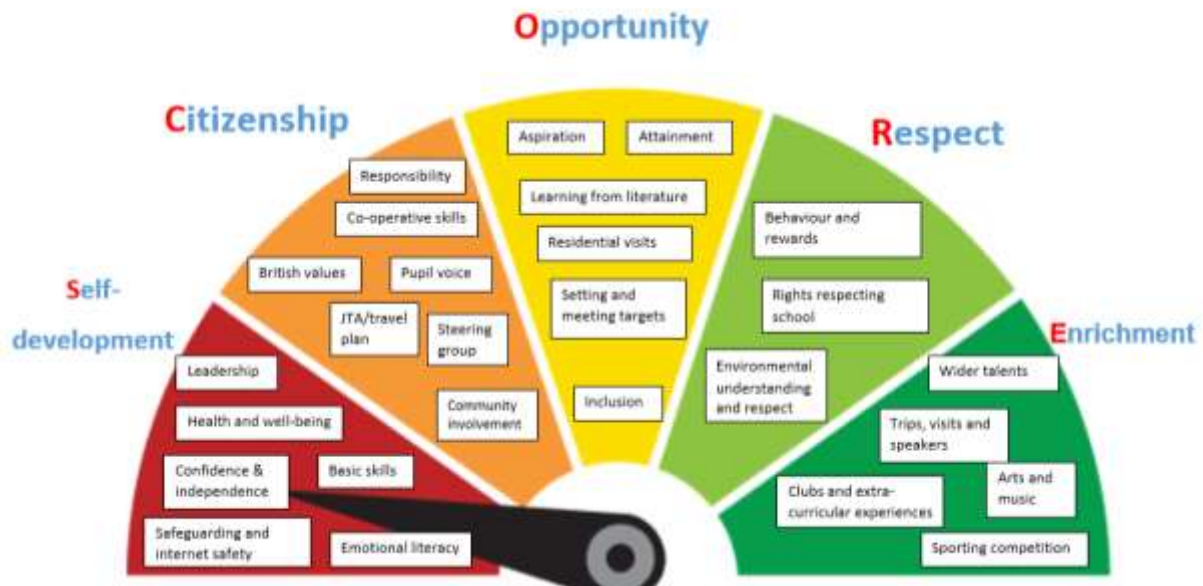 Opportunity
Citizenship
Respect
Self-
development
Enrichment
Leadership
Health and well-being
Confidence &
independence
Basic skills
Safeguarding and
internet safety
Emotional literacy
Responsibility
Co-operative skills
British values
Pupil voice
JTA/travel
plan
Steering
group
Community
involvement
Aspiration
Attainment
Learning from literature
Residential visits
Setting and
meeting targets
Inclusion
Behaviour and
rewards
Rights respecting
school
Environmental
understanding
and respect
Wider talents
Trips, visits and
speakers
Arts and
music
Clubs and extra-
curricular experiences
Sporting competition